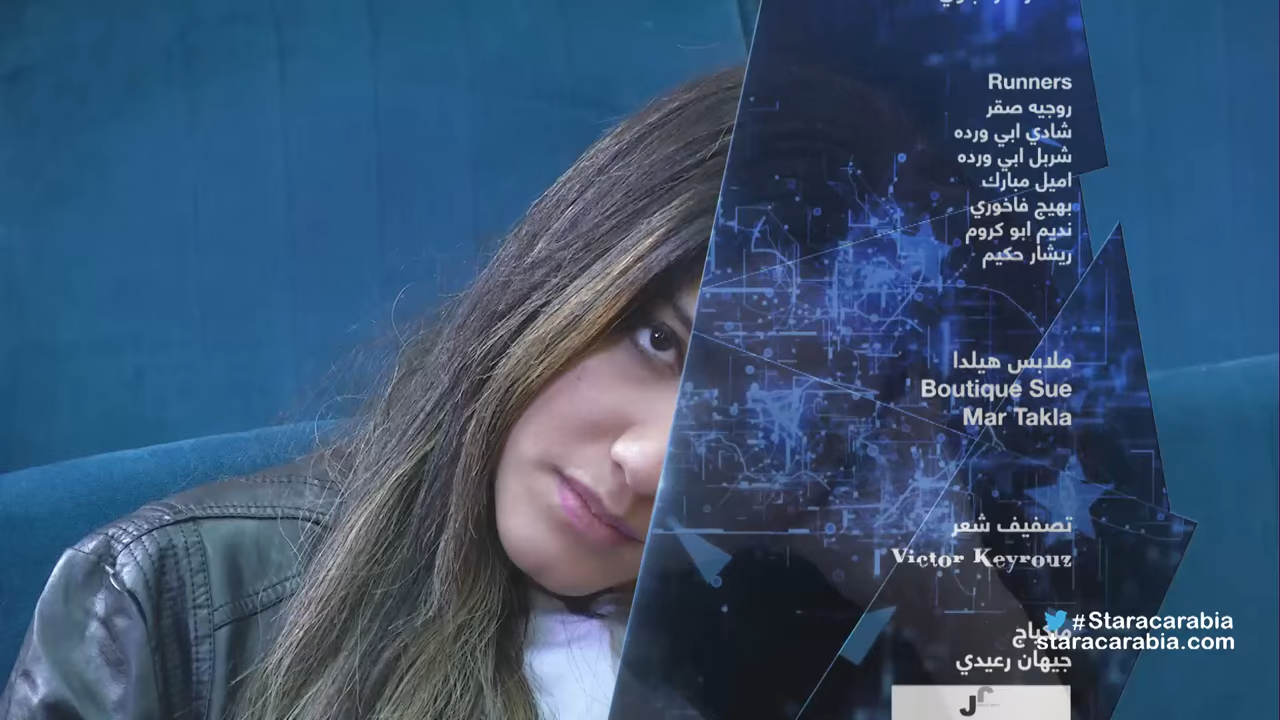 Runners
روجيه صقر
شادي ابي ورده
شربل ابي ورده
اميل مبارك
بهيج فاخوري
نديم ابو كروم
ريشار حكيم
ملابس هيلدا
Boutique Sue
Mar Takla
تصفيف شعر
Victor Keyrouz
مكياج
#Staracarabia
staracarabia.com
جيهان رعيدي